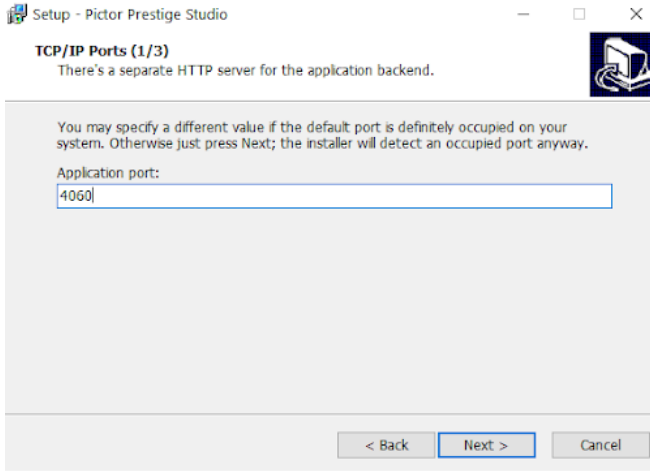 Setup - Pictor Prestige Studio
TCP/IP Ports (1/3)
There's a separate HTTP server for the application backend.
You may specify a different value if the default port is definitely occupied on your
system. Otherwise just press Next; the installer will detect an occupied port anyway.
Application port:
4060
< Back
Next >
Cancel